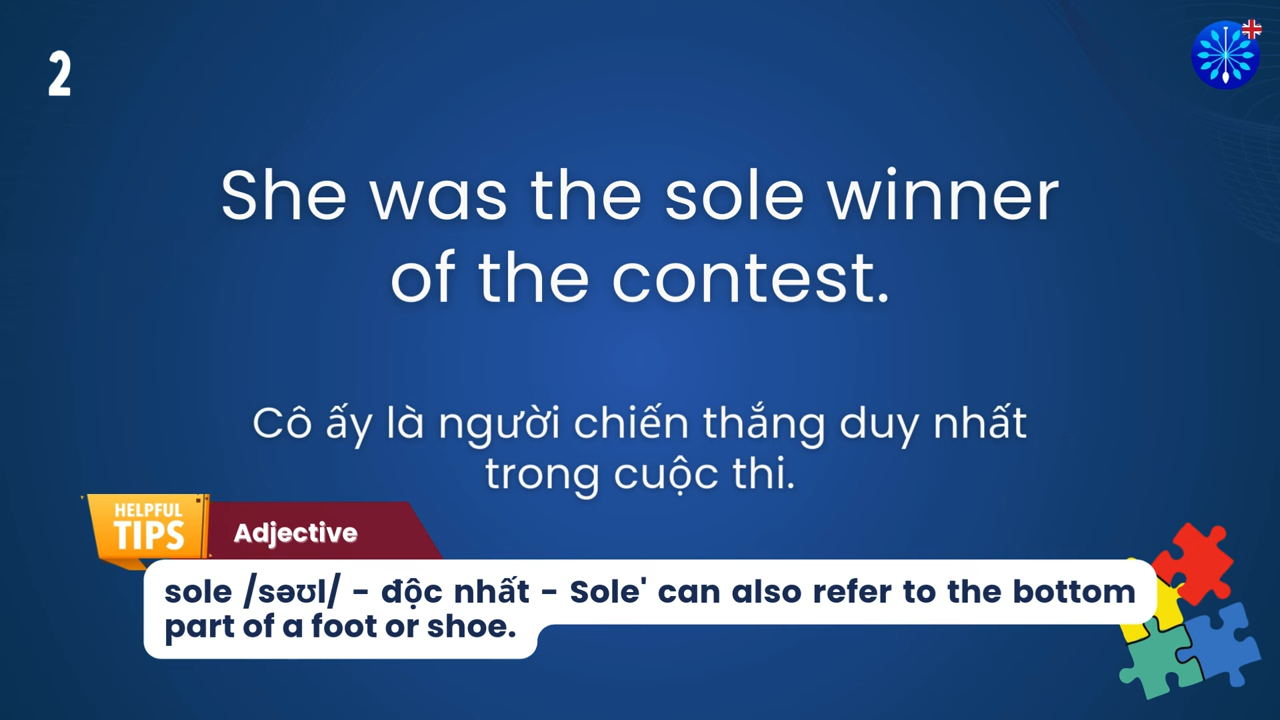 2
She was the sole winner
of the contest.
Cô ấy là người chiến thắng duy nhất
trong cuộc thi.
HELPFUL
TIPS
Adjective
sole /səʊl/ - độc nhất - Sole' can also refer to the bottom
part of a foot or shoe.